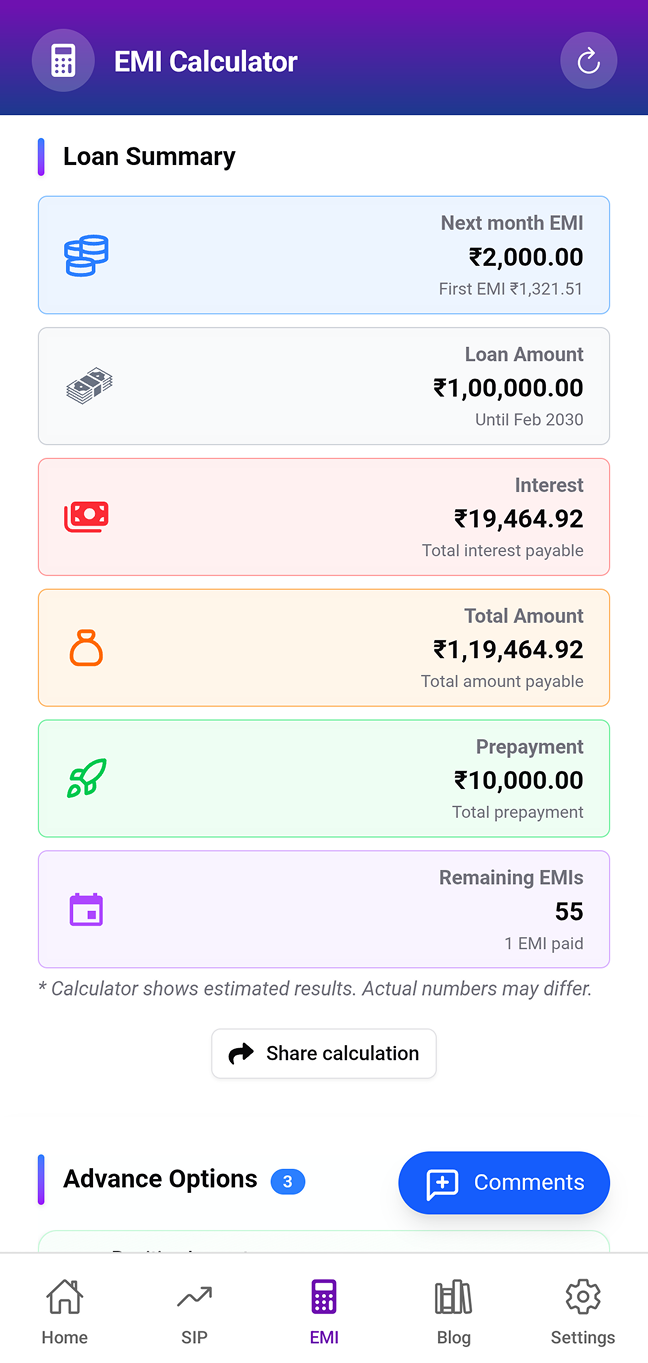 EMI Calculator
Loan Summary
Next month EMI
₹2,000.00
First EMI ₹1,321.51
Loan Amount
₹1,00,000.00
Until Feb 2030
Interest
₹19,464.92
Total interest payable
Total Amount
₹1,19,464.92
Total amount payable
Prepayment
₹10,000.00
Total prepayment
Remaining EMIs
55
1 EMI paid
* Calculator shows estimated results. Actual numbers may differ.
Share calculation
Advance Options 3
Comments
Home
SIP
EMI
Blog
Settings